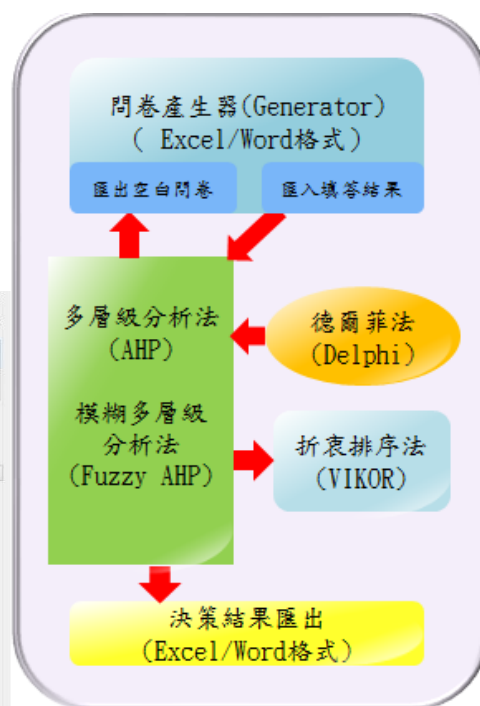 問卷產生器(Generator)
( Excel/Word格式)
匯出空白問卷
匯入填答結果
多層級分析法
(AHP)
模糊多層級
分析法
(Fuzzy AHP)
德爾菲法
(Delphi)
折衷排序法
(VIKOR)
決策結果匯出
(Excel/Word格式)